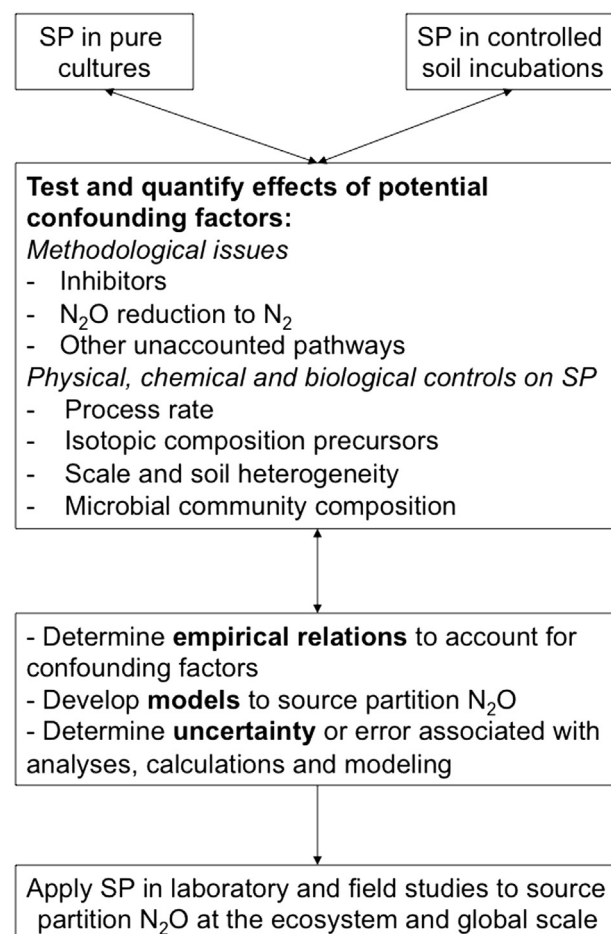 SP in pure
cultures
SP in controlled
soil incubations
Test and quantify effects of potential
confounding factors:
Methodological issues
- Inhibitors
- N₂O reduction to N₂
- Other unaccounted pathways
Physical, chemical and biological controls on SP
- Process rate
- Isotopic composition precursors
- Scale and soil heterogeneity
- Microbial community composition
- Determine empirical relations to account for
confounding factors
- Develop models to source partition N₂O
- Determine uncertainty or error associated with
analyses, calculations and modeling
Apply SP in laboratory and field studies to source
partition N₂O at the ecosystem and global scale